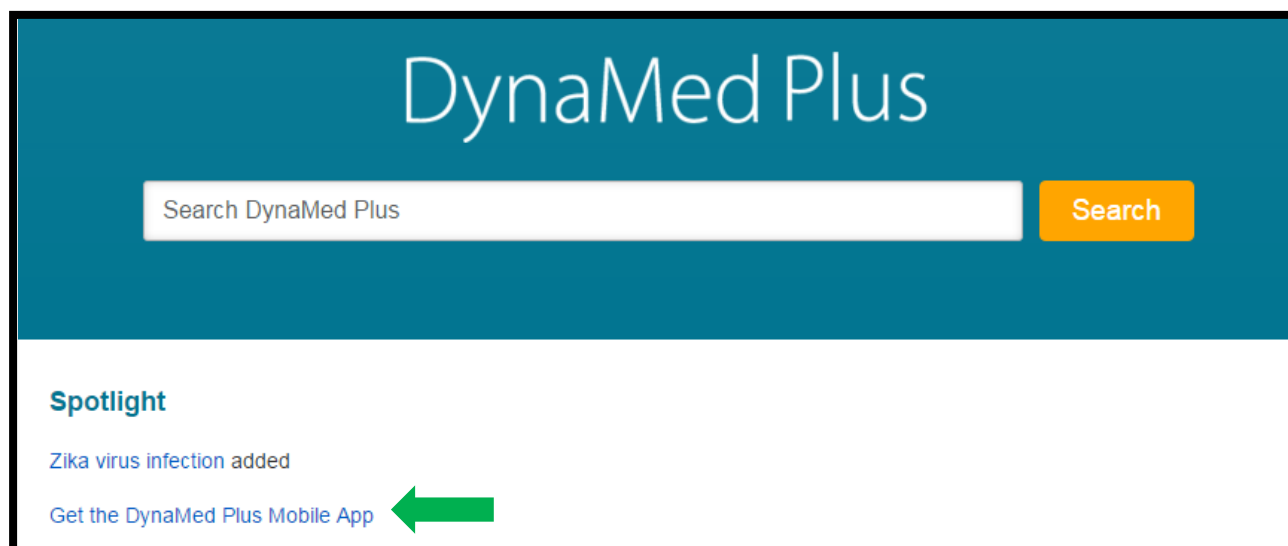 DynaMed Plus
Search DynaMed Plus
Search
Spotlight
Zika virus infection added
Get the DynaMed Plus Mobile App